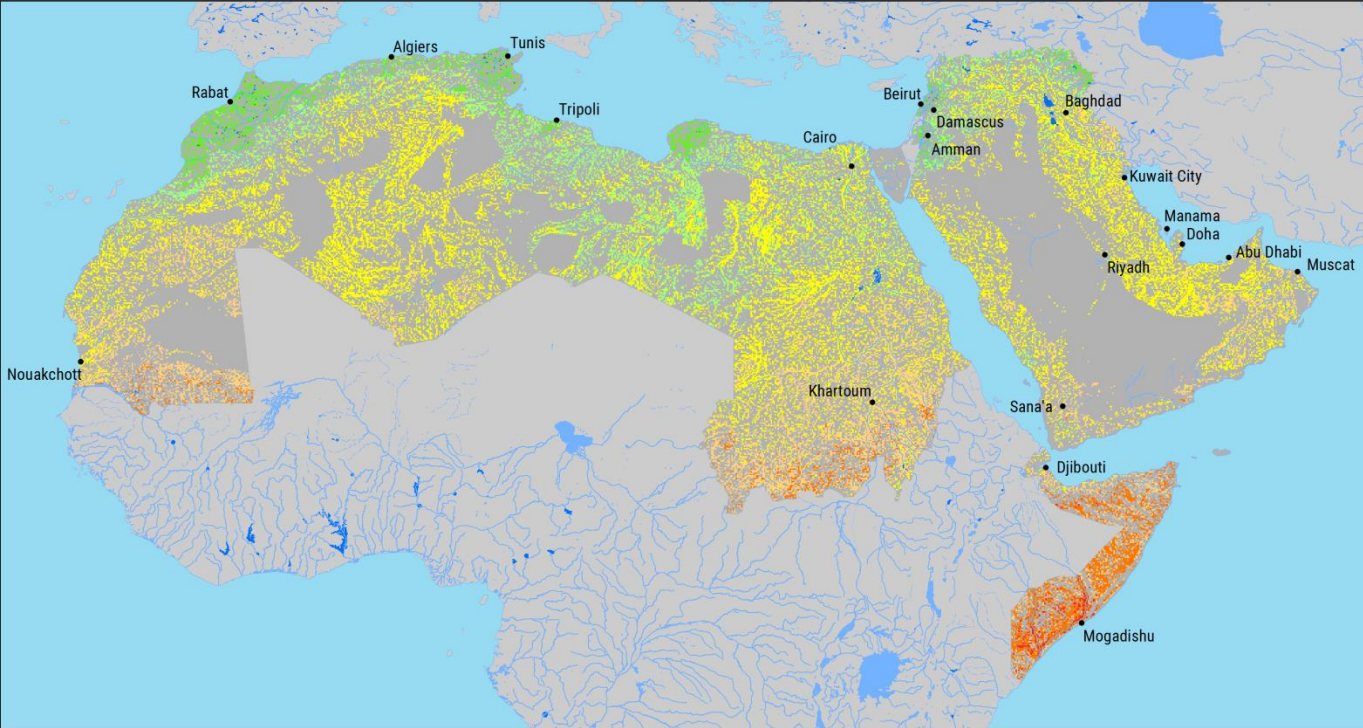 Algiers
Tunis
Rabat
Tripoli
Beirut
Baghdad
Damascus
Cairo
Amman
Kuwait City
Manama
Doha
Abu Dhabi
Riyadh
Muscat
Nouakchott
Khartoum
Sana'a
Djibouti
Mogadishu